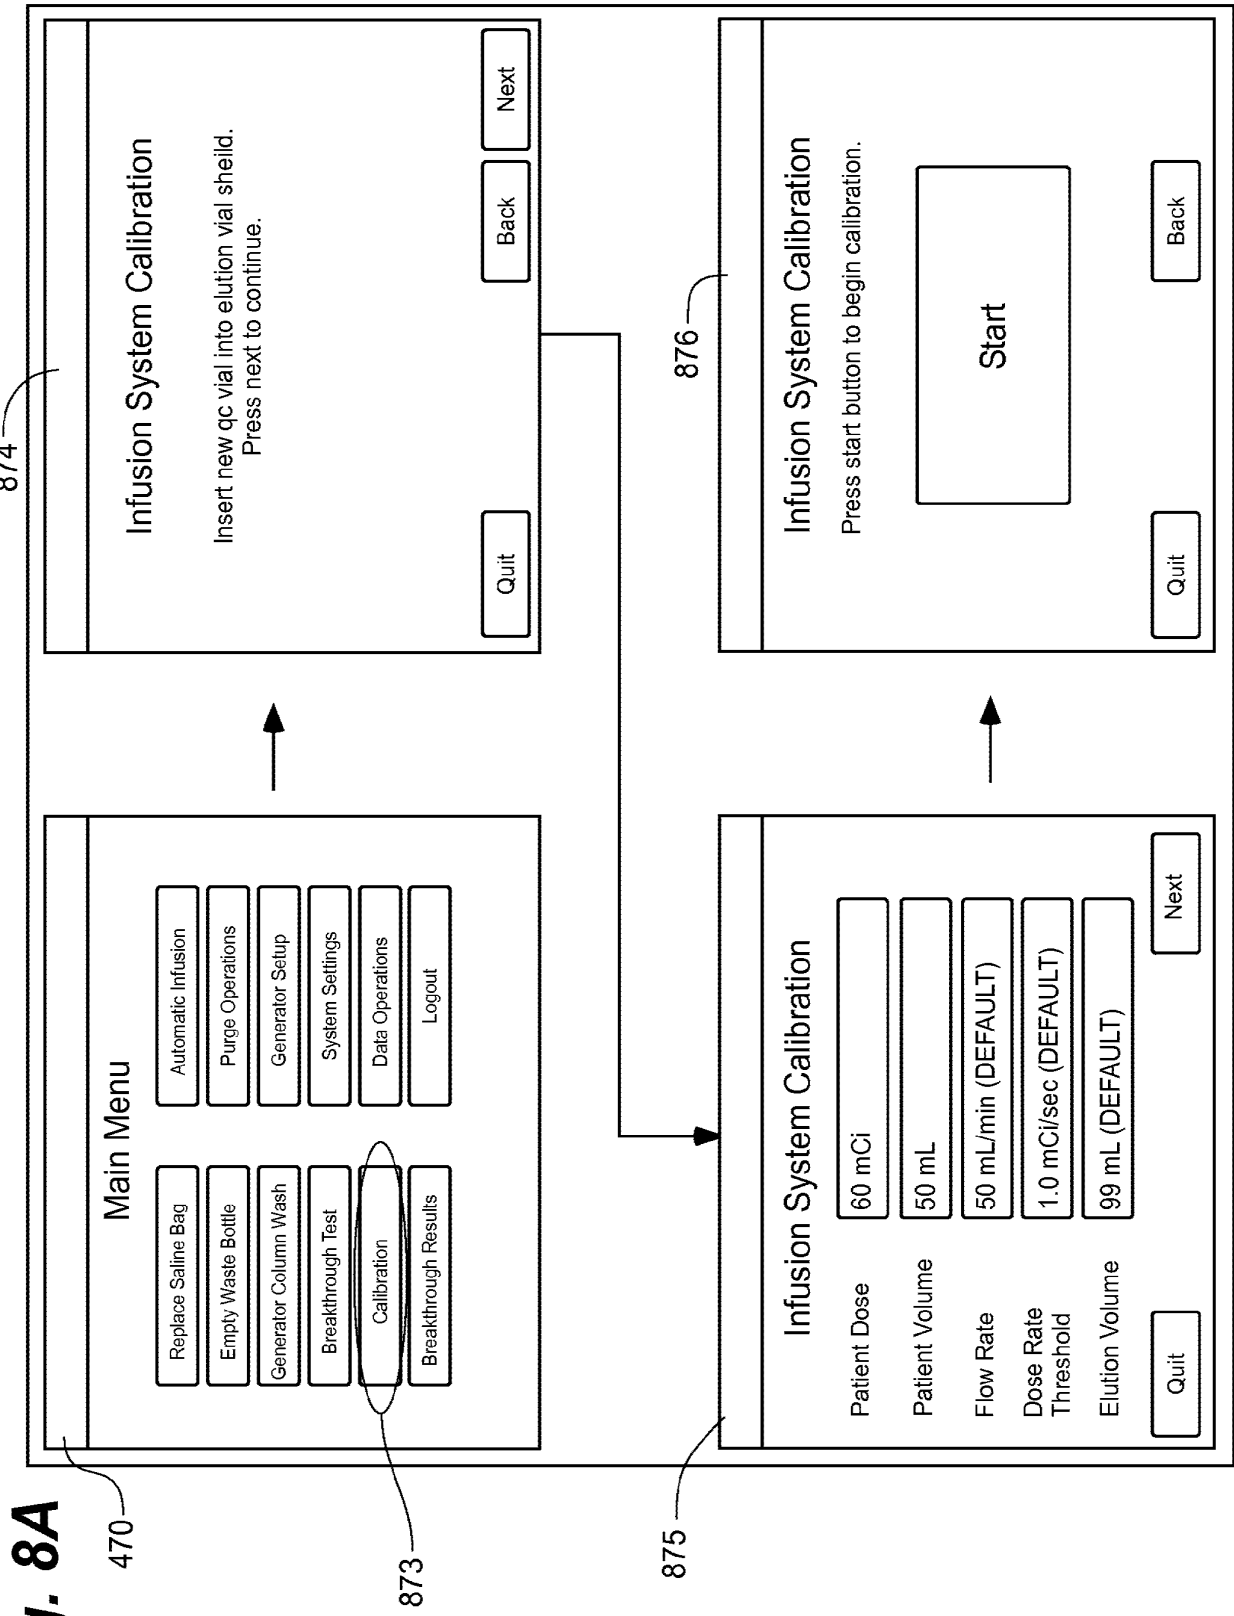 g. 8A
470
Main Menu
Replace Saline Bag
Automatic Infusion
Empty Waste Bottle
Purge Operations
Generator Column Wash
Generator Setup
Breakthrough Test
System Settings
Calibration
Data Operations
Breakthrough Results
Logout
873
874
Infusion System Calibration
Insert new qc vial into elution vial sheild.
Press next to continue.
Quit
Back
Next
875
Infusion System Calibration
Patient Dose
60 mCi
Patient Volume
50 mL
Flow Rate
50 mL/min (DEFAULT)
Dose Rate
Threshold
1.0 mCi/sec (DEFAULT)
Elution Volume
99 mL (DEFAULT)
Quit
Next
876
Infusion System Calibration
Press start button to begin calibration.
Start
Quit
Back